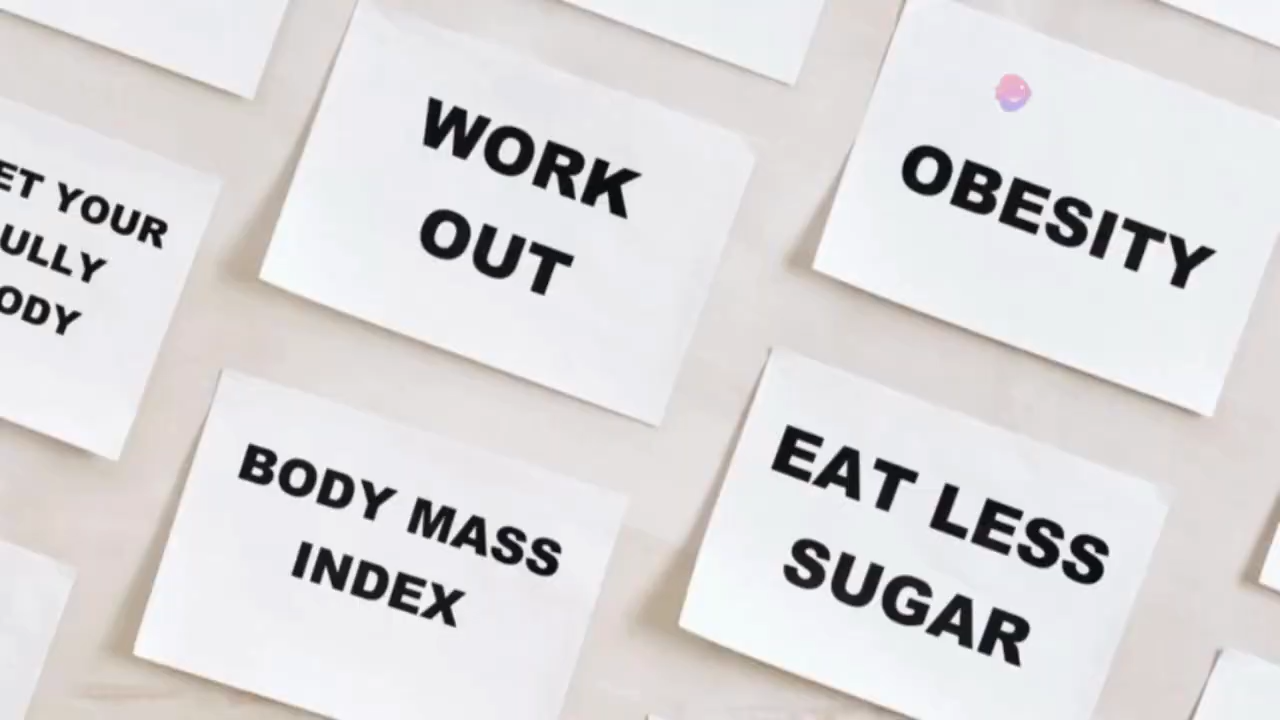 ET YOUR
ULLY
ODY
WORK
OUT
OBESITY
BODY MASS
INDEX
EAT LESS
SUGAR